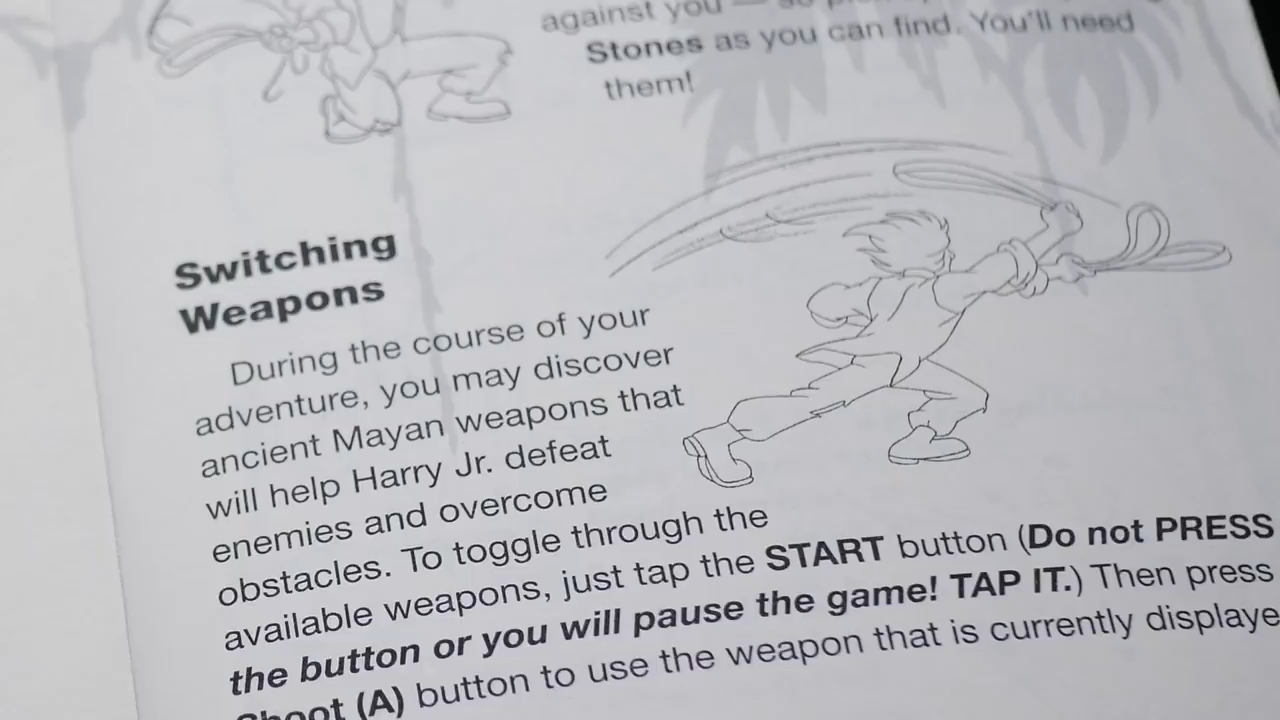 against you —
Stones as you can find. You'll need
them!
Switching
Weapons
During the course of your
adventure, you may discover
ancient Mayan weapons that
will help Harry Jr. defeat
enemies and overcome
obstacles. To toggle through the
available weapons, just tap the START button (Do not PRESS
the button or you will pause the game! TAP IT.) Then press
Shoot (A) button to use the weapon that is currently displaye